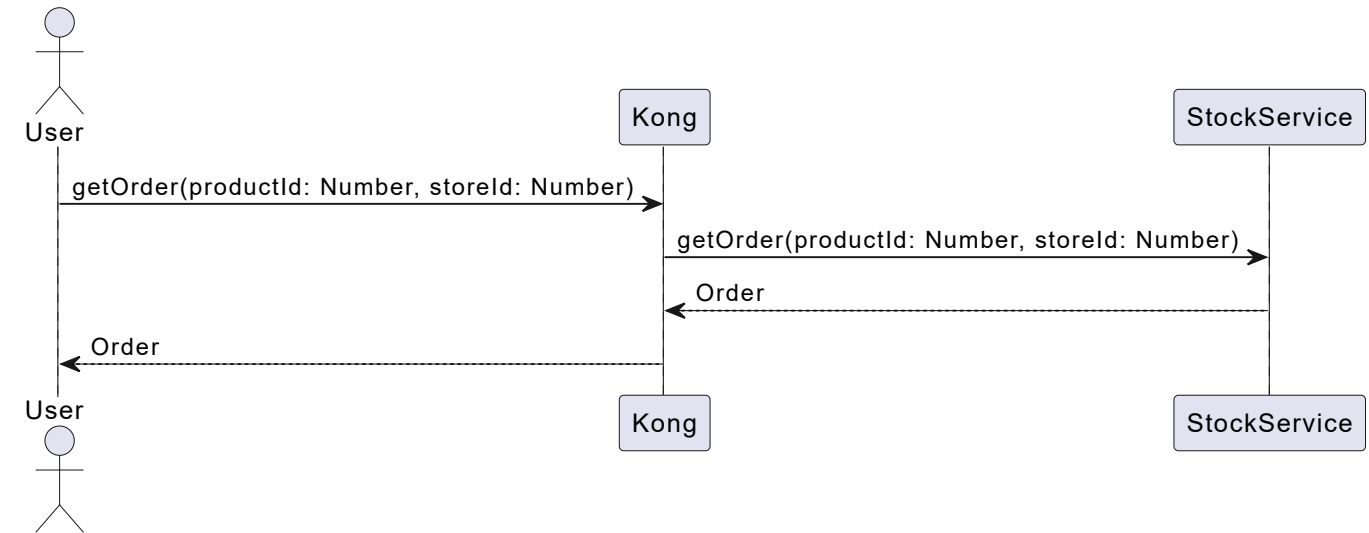 User
Kong
StockService
getOrder(productId: Number, storeId: Number)
getOrder(productId: Number, storeId: Number)
Order
Order
User
Kong
StockService